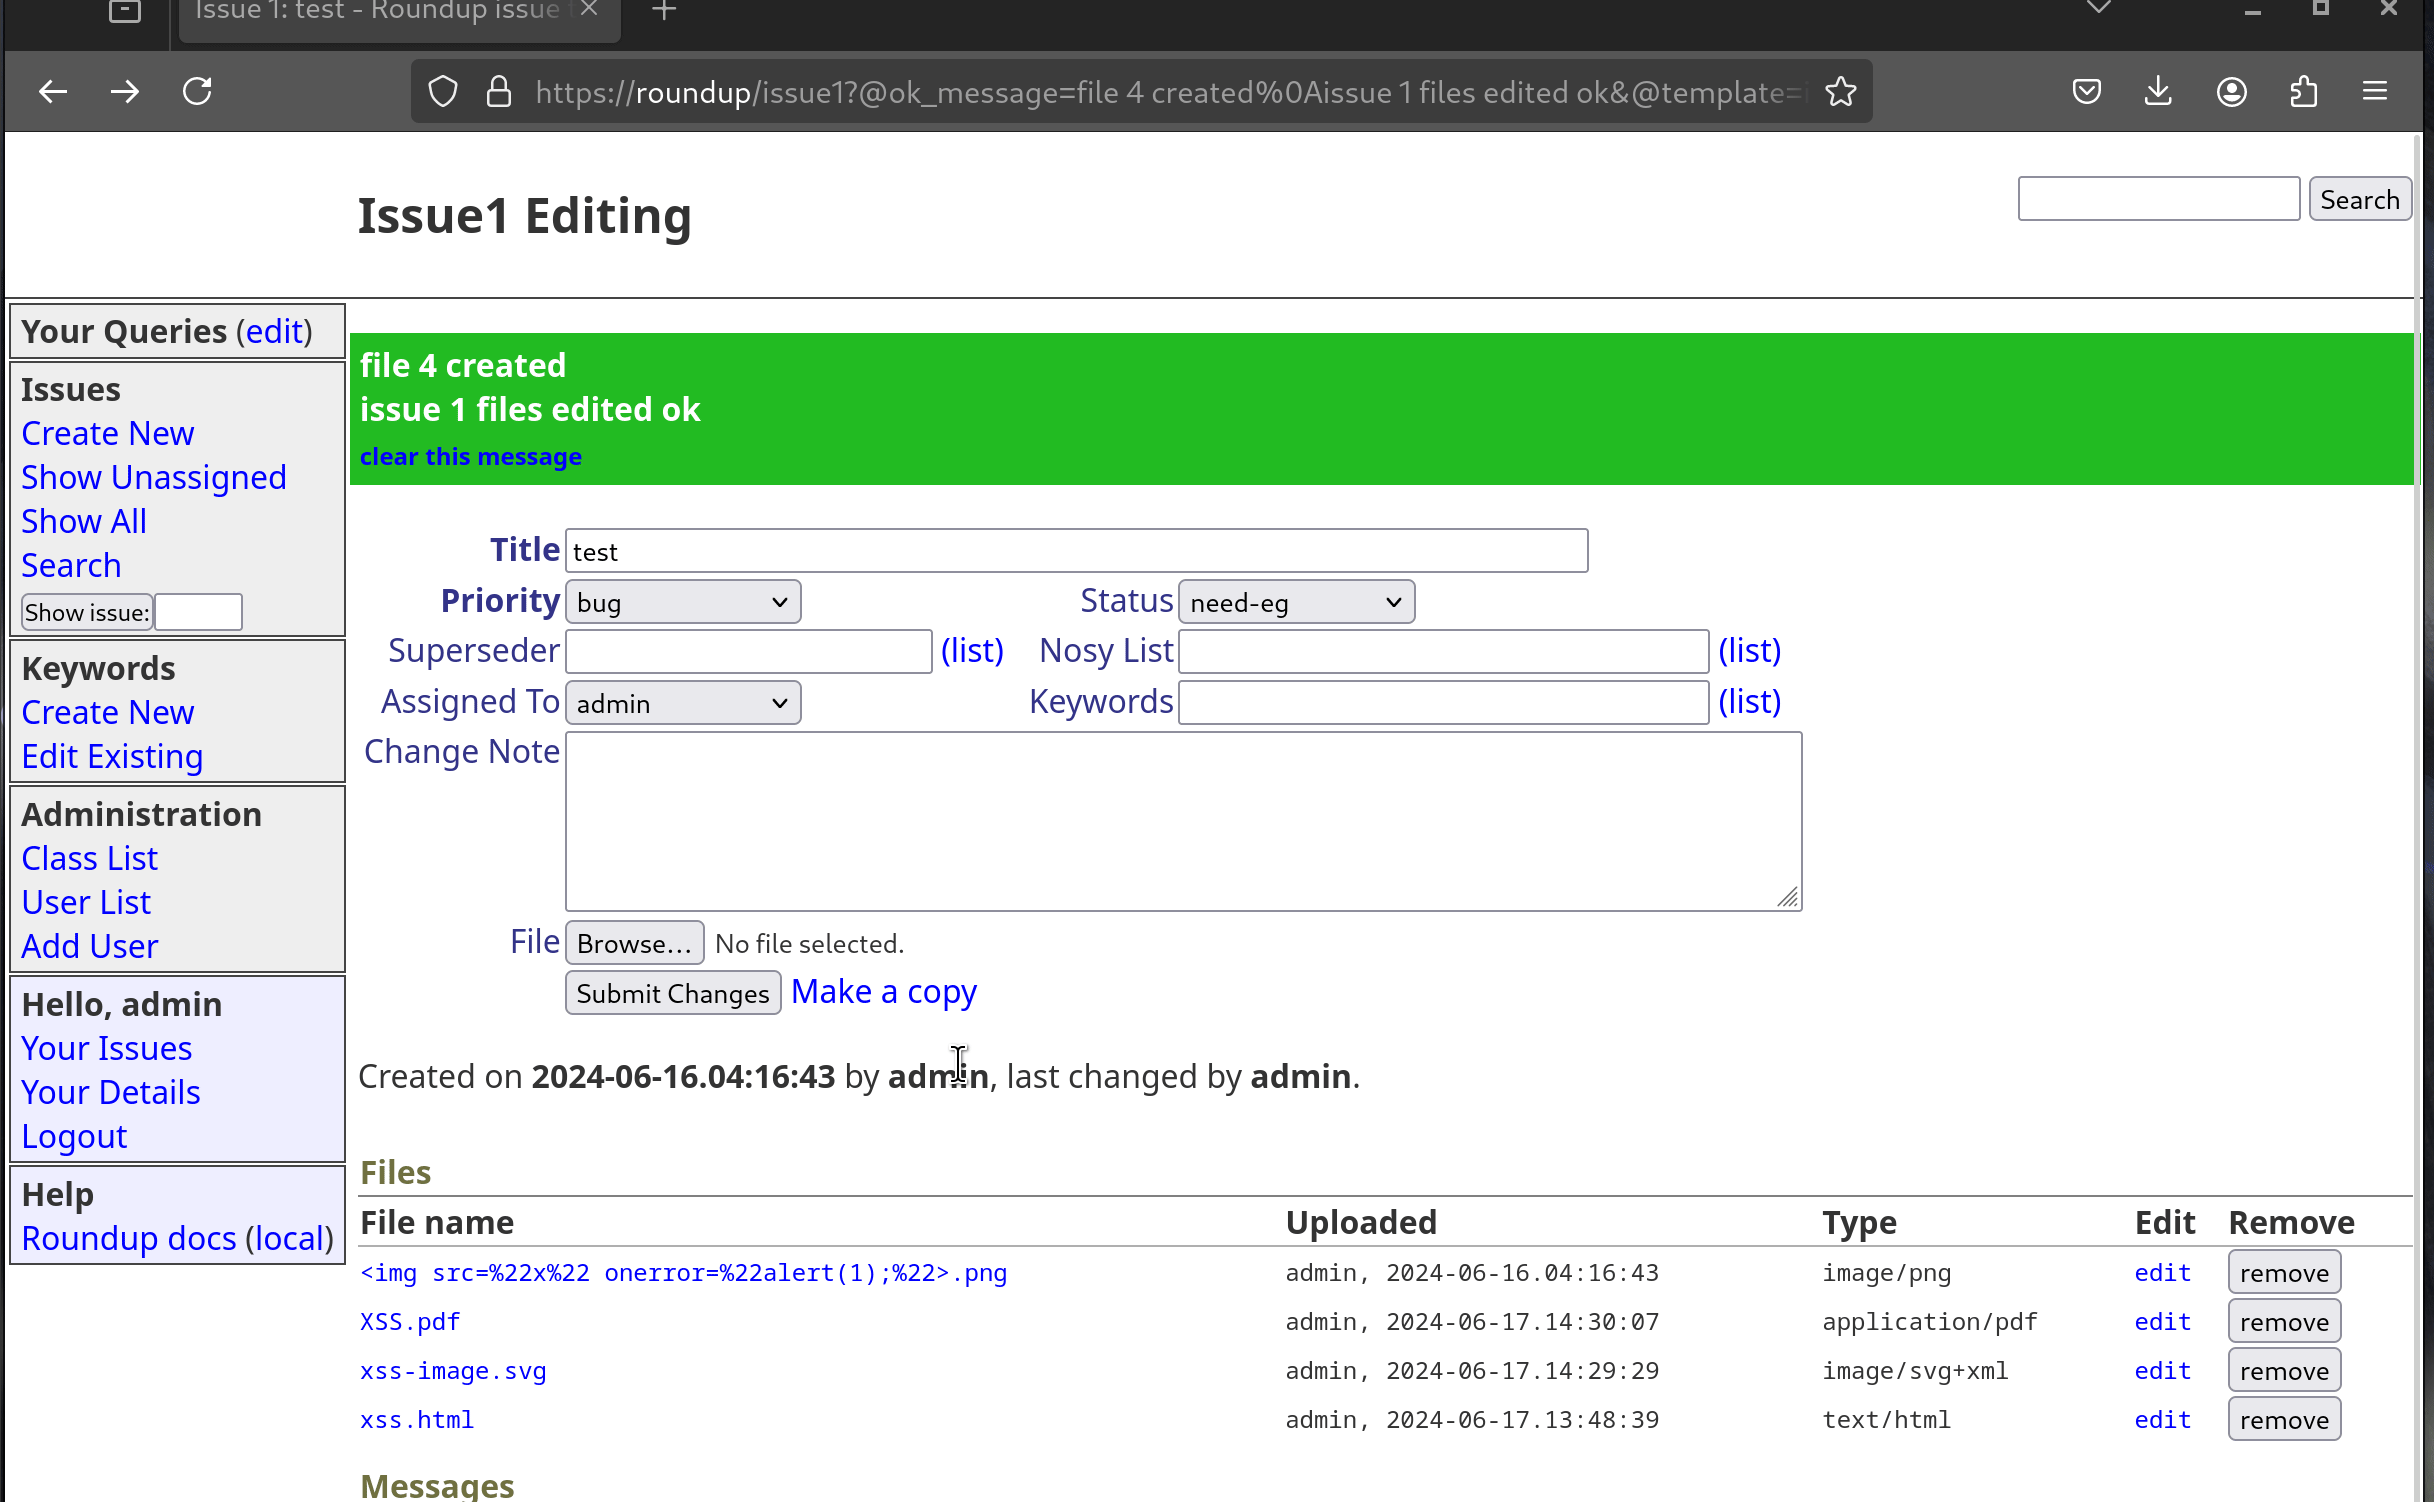 Issue 1: test - Roundup issue
https://roundup/issue1?@ok_message=file 4 created%0Aissue 1 files edited ok&@template=
Issue1 Editing
Search
Your Queries (edit)
Issues
Create New
Show Unassigned
Show All
Search
Show issue:
Keywords
Create New
Edit Existing
Administration
Class List
User List
Add User
Hello, admin
Your Issues
Your Details
Logout
Help
Roundup docs (local)
file 4 created
issue 1 files edited ok
clear this message
Title test
Priority bug Status need-eg
Superseder (list) Nosy List (list)
Assigned To admin Keywords (list)
Change Note
File Browse... No file selected.
Submit Changes Make a copy
Created on 2024-06-16.04:16:43 by admin, last changed by admin.
Files
File name Uploaded Type Edit Remove
<img src=%22x%22 onerror=%22alert(1);%22>.png admin, 2024-06-16.04:16:43 image/png edit remove
XSS.pdf admin, 2024-06-17.14:30:07 application/pdf edit remove
xss-image.svg admin, 2024-06-17.14:29:29 image/svg+xml edit remove
xss.html admin, 2024-06-17.13:48:39 text/html edit remove
Messages